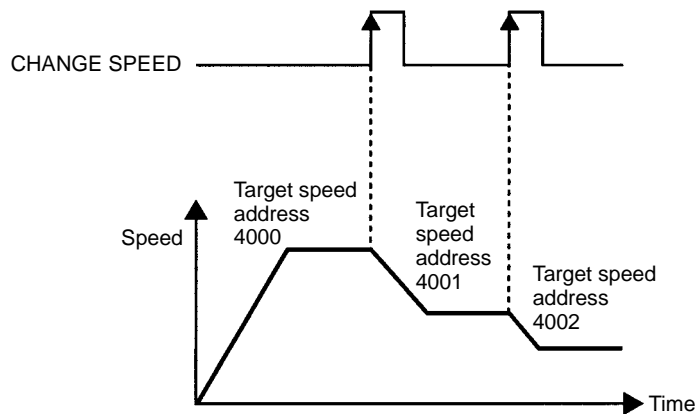 CHANGE SPEED
Target speed
address
4000
Speed
Target
speed
address
4001
Target speed
address
4002
Time